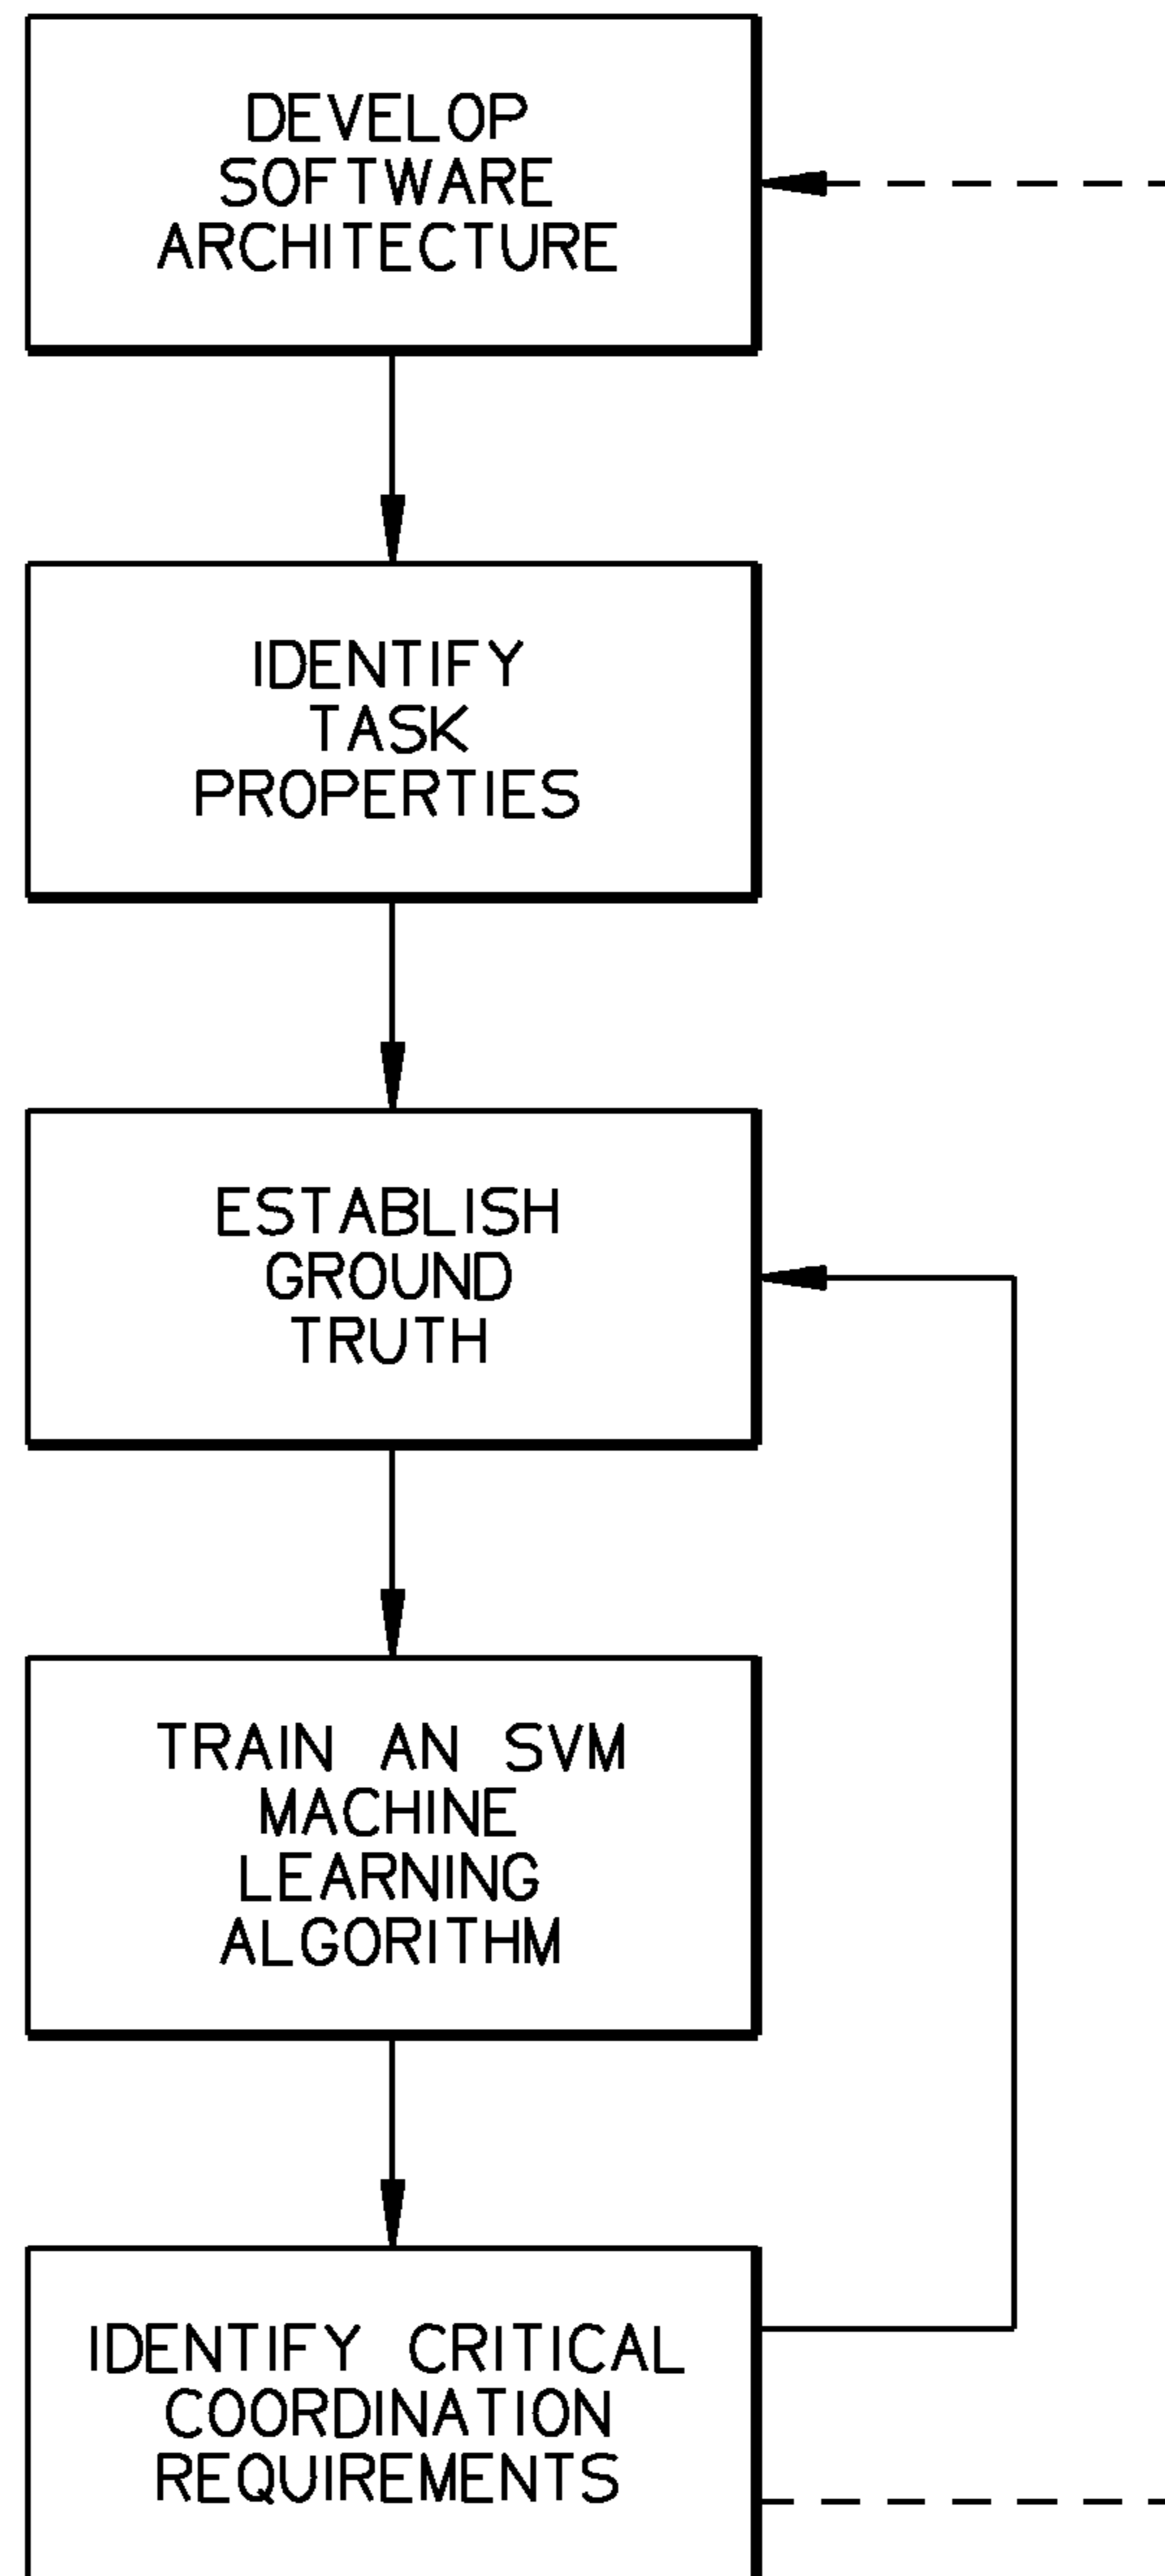 DEVELOP
SOFTWARE
ARCHITECTURE
IDENTIFY
TASK
PROPERTIES
ESTABLISH
GROUND
TRUTH
TRAIN AN SVM
MACHINE
LEARNING
ALGORITHM
IDENTIFY CRITICAL
COORDINATION
REQUIREMENTS